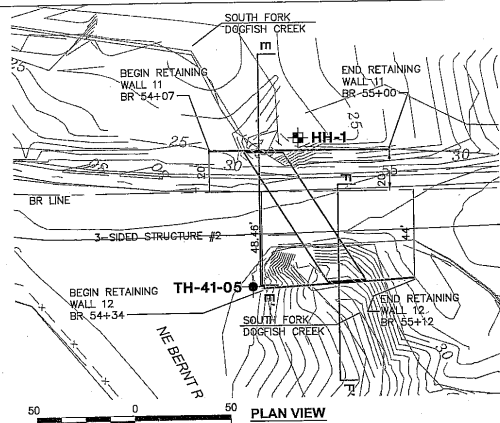 SOUTH FORK
DOGFISH CREEK
E
BEGIN RETAINING
WALL 11
BR 54+07
END RETAINING
WALL 11
BR 55+00
HH-1
25
25
25
30
30
20'
20'
F
BR LINE
3-SIDED STRUCTURE #2
48.46'
44'
TH-41-05
E'
BEGIN RETAINING
WALL 12
BR 54+34
SOUTH FORK
DOGFISH CREEK
END RETAINING
WALL 12
BR 55+12
NE BERNT R
30
F'
50 0 50
PLAN VIEW